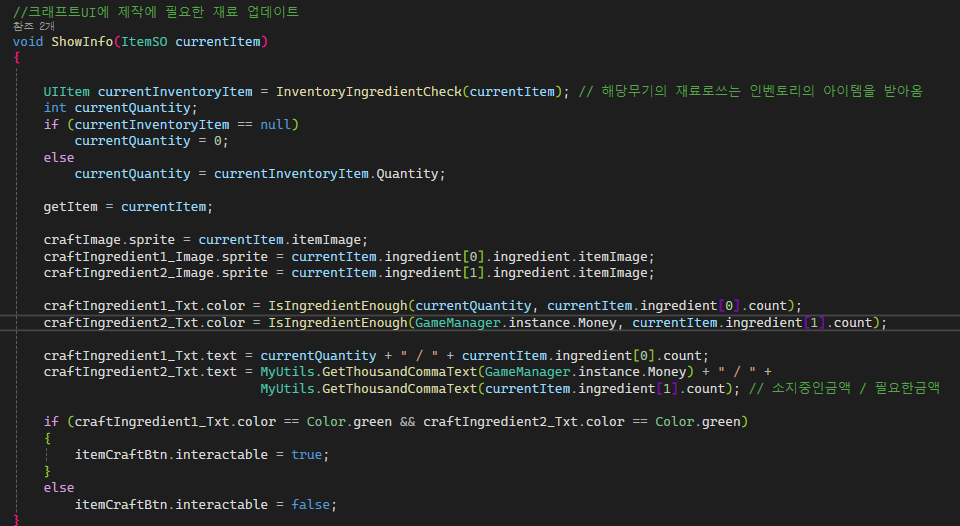 //크래프트UI에 제작에 필요한 재료 업데이트
참조 2개
void ShowInfo(ItemSO currentItem)
{
UIItem currentInventoryItem = InventoryIngredientCheck(currentItem); // 해당무기의 재료로쓰는 인벤토리의 아이템을 받아옴
int currentQuantity;
if (currentInventoryItem == null)
currentQuantity = 0;
else
currentQuantity = currentInventoryItem.Quantity;
getItem = currentItem;
craftImage.sprite = currentItem.itemImage;
craftIngredient1_Image.sprite = currentItem.ingredient[0].ingredient.itemImage;
craftIngredient2_Image.sprite = currentItem.ingredient[1].ingredient.itemImage;
craftIngredient1_Txt.color = IsIngredientEnough(currentQuantity, currentItem.ingredient[0].count);
craftIngredient2_Txt.color = IsIngredientEnough(GameManager.instance.Money, currentItem.ingredient[1].count);
craftIngredient1_Txt.text = currentQuantity + " / " + currentItem.ingredient[0].count;
craftIngredient2_Txt.text = MyUtils.GetThousandCommaText(GameManager.instance.Money) + " / " +
MyUtils.GetThousandCommaText(currentItem.ingredient[1].count); // 소지중인금액 / 필요한금액
if (craftIngredient1_Txt.color == Color.green && craftIngredient2_Txt.color == Color.green)
{
itemCraftBtn.interactable = true;
}
else
itemCraftBtn.interactable = false;
}